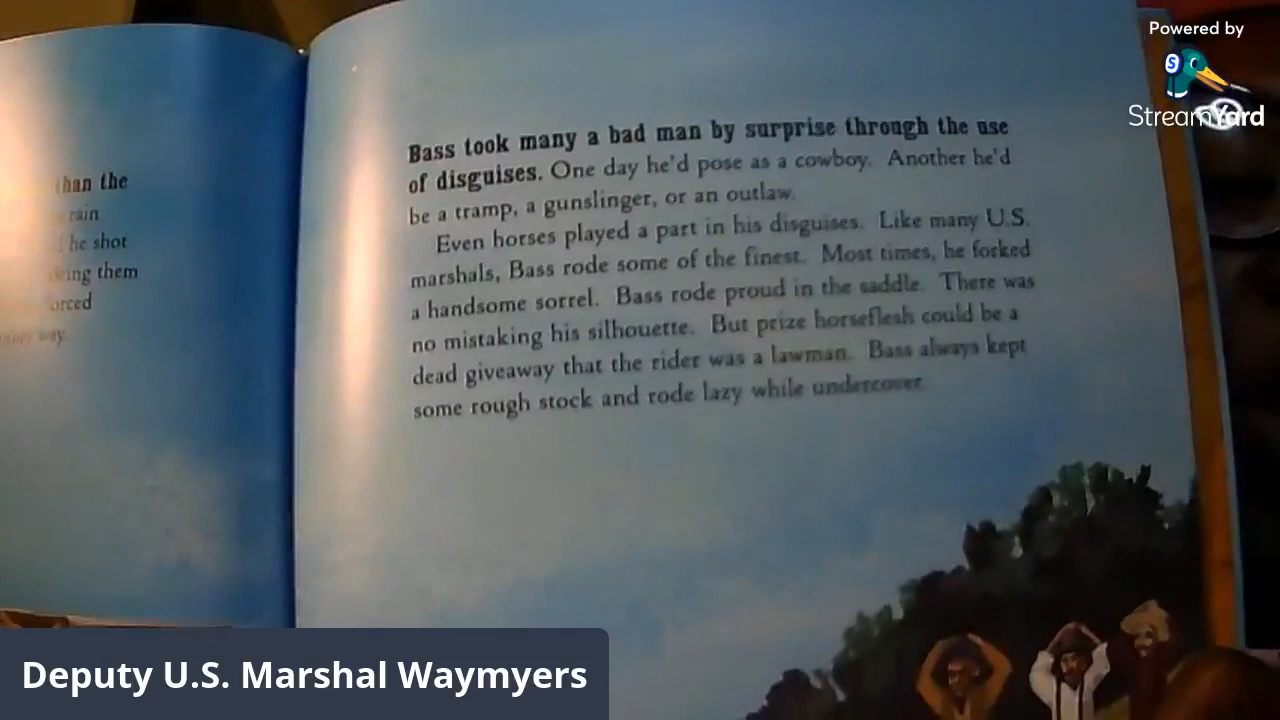 than the
rain
he shot
them
orced
way.
Bass took many a bad man by surprise through the use
of disguises. One day he'd pose as a cowboy. Another he'd
be a tramp, a gunslinger, or an outlaw.
Even horses played a part in his disguises. Like many U.S.
marshals, Bass rode some of the finest. Most times, he forked
a handsome sorrel. Bass rode proud in the saddle. There was
no mistaking his silhouette. But prize horseflesh could be a
dead giveaway that the rider was a lawman. Bass always kept
some rough stock and rode lazy while undercover.
Powered by
S
StreamYard
Deputy U.S. Marshal Waymyers